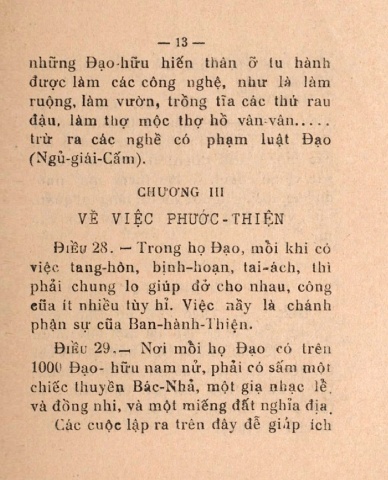 — 13 —
những Đạo-hữu hiến thân ở tu hành
được làm các công nghệ, như là làm
ruộng, làm vườn, trồng tỉa các thứ rau
đậu, làm thợ mộc thợ hồ vân-vân.....
trừ ra các nghề có phạm luật Đạo
(Ngũ-giái-Cấm).
CHƯƠNG III
VỀ VIỆC PHƯỚC-THIỆN
ĐIỀU 28. — Trong họ Đạo, mỗi khi có
việc tang-hôn, bịnh-hoạn, tai-ách, thì
phải chung lo giúp đỡ cho nhau, công
của ít nhiều tùy hỉ. Việc nầy là chánh
phận sự của Ban-hành-Thiện.
ĐIỀU 29.— Nơi mỗi họ Đạo có trên
1000 Đạo- hữu nam nử, phải có sấm một
chiếc thuyền Bác-Nhả, một gia nhạc lễ
và đồng nhi, và một miếng đất nghĩa địa
Các cuộc lập ra trên đây để giúp ích